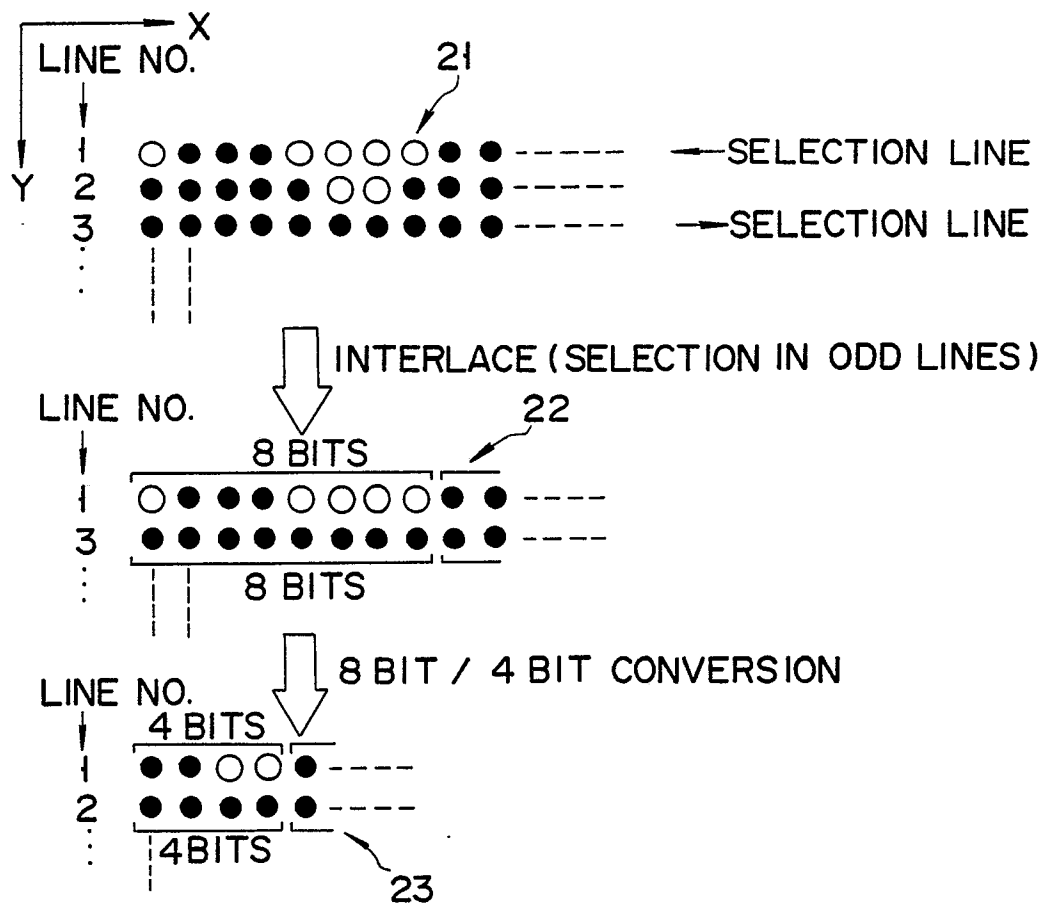 X
LINE NO.
21
1
SELECTION LINE
Y
2
3
SELECTION LINE
INTERLACE (SELECTION IN ODD LINES)
LINE NO.
22
8 BITS
1
3
8 BITS
8 BIT / 4 BIT CONVERSION
LINE NO.
4 BITS
1
2
4BITS
23